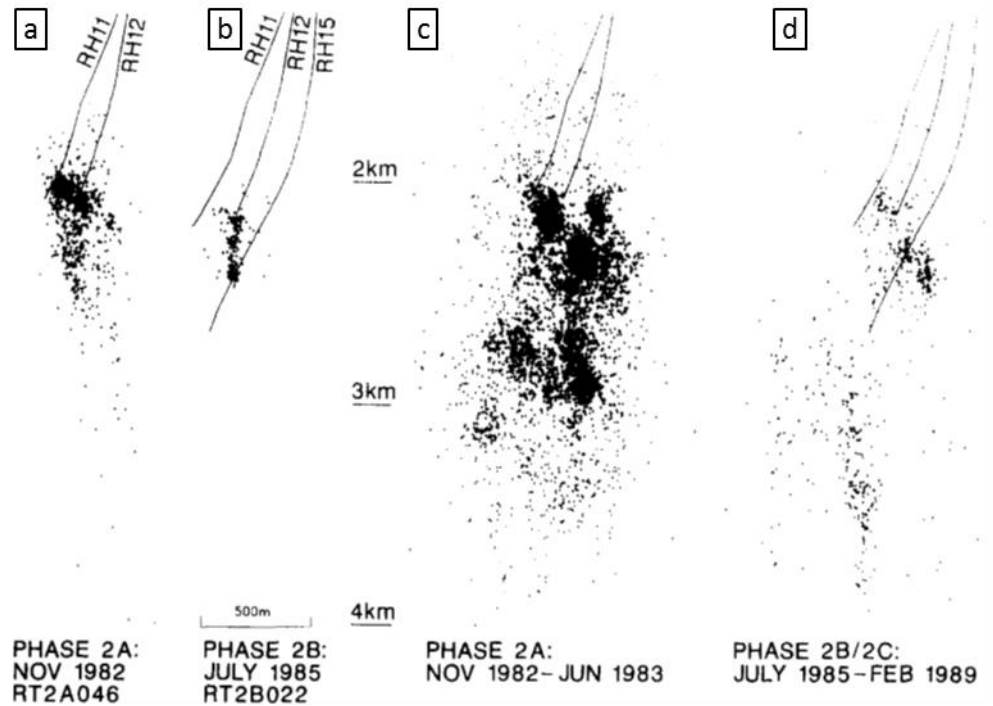 a
RH11
RH12
b
RH11
RH12
RH15
c
d
2km
3km
4km
500m
PHASE 2A:
NOV 1982
RT2A046
PHASE 2B:
JULY 1985
RT2B022
PHASE 2A:
NOV 1982-JUN 1983
PHASE 2B/2C:
JULY 1985-FEB 1989